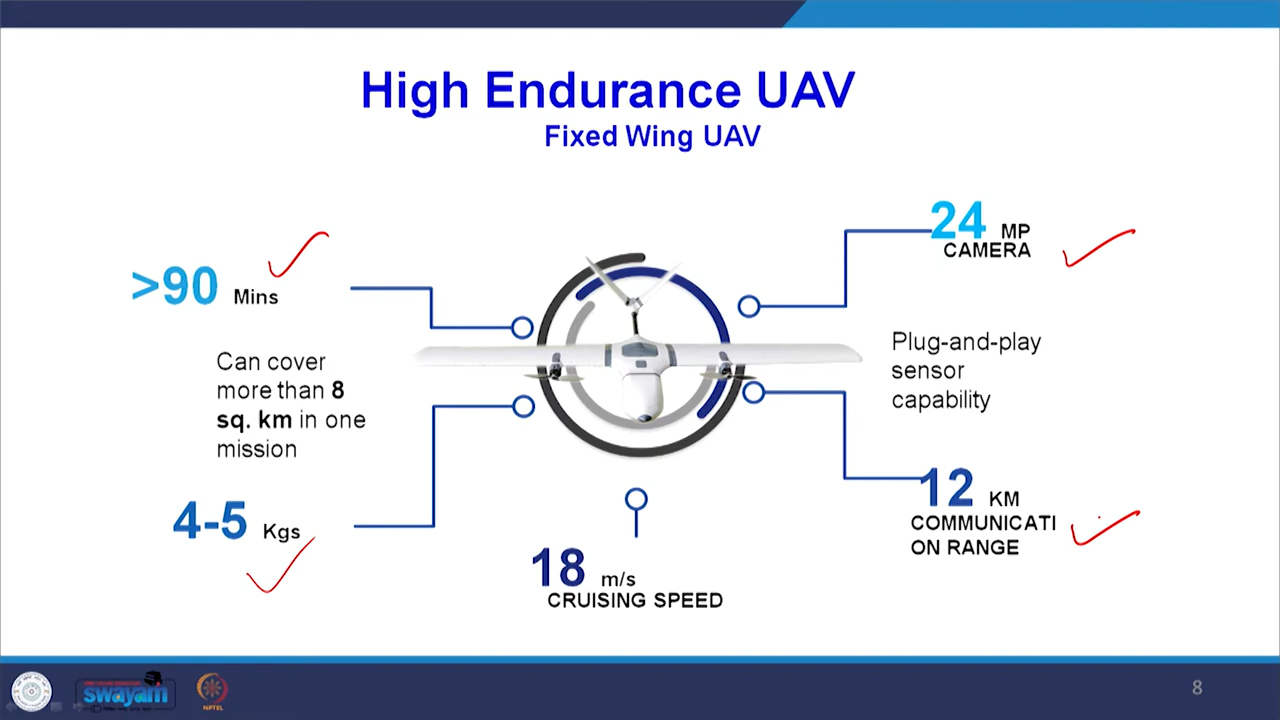 High Endurance UAV
Fixed Wing UAV
>90 Mins
Can cover
more than 8
sq. km in one
mission
4-5 Kgs
18 m/s
CRUISING SPEED
24 MP
CAMERA
Plug-and-play
sensor
capability
12 KM
COMMUNICATI
ON RANGE
swayam
NPTEL
8